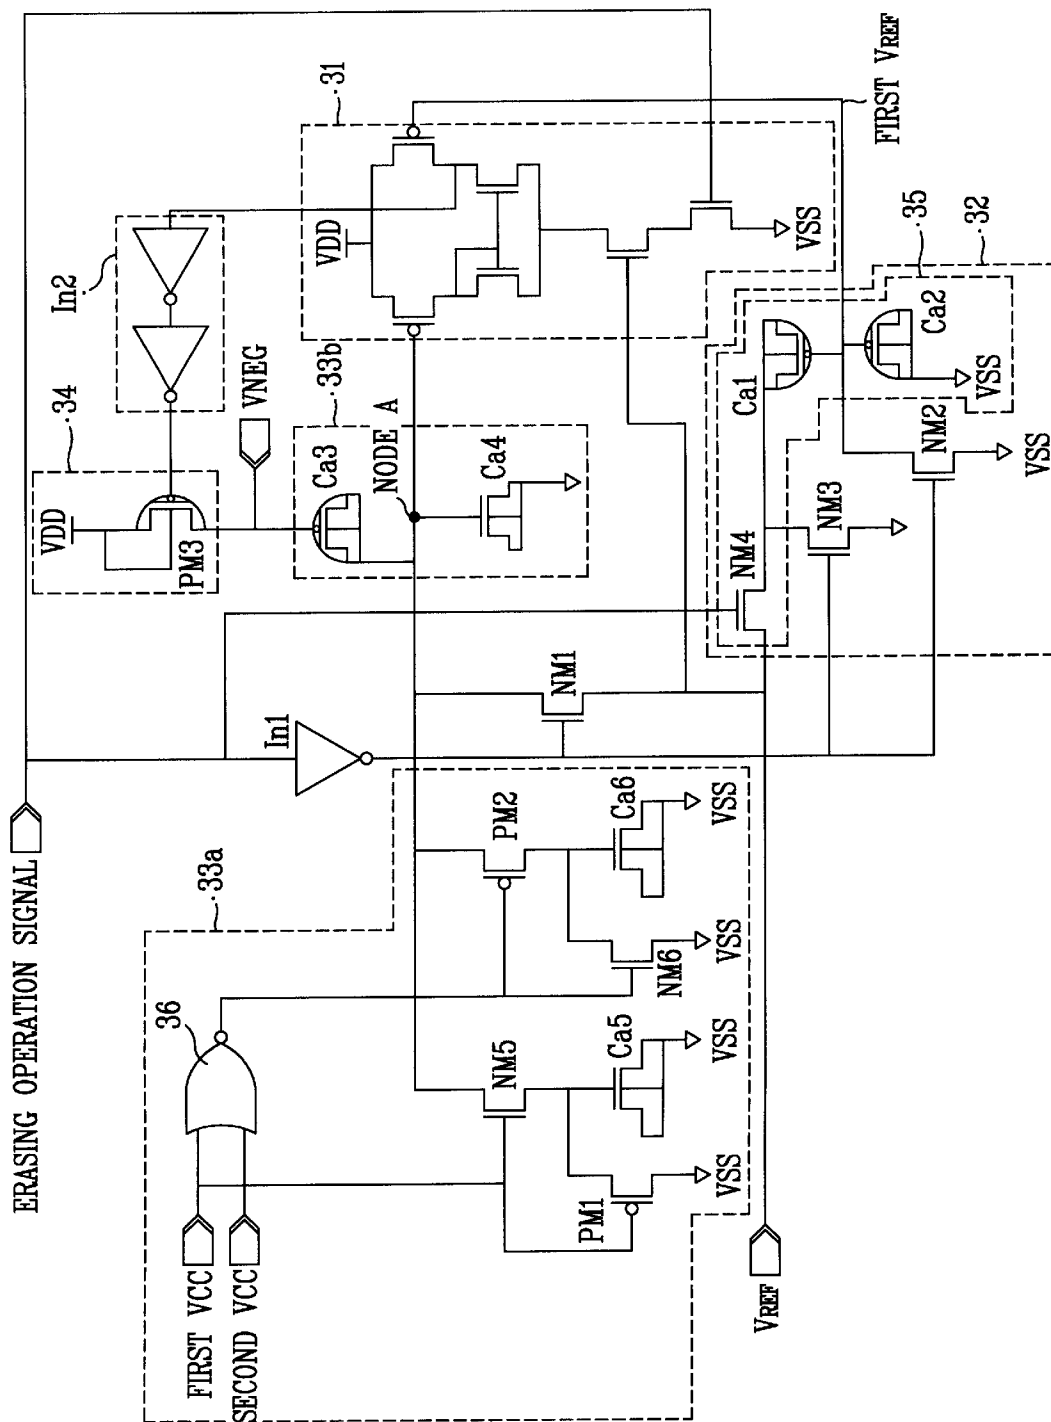 ERASING OPERATION SIGNAL
FIRST VCC
SECOND VCC
36
33a
NM5
PM1
Ca5
VSS
VSS
PM2
NM6
Ca6
VSS
VSS
VREF
In1
NM1
34
VDD
PM3
In2
VNEG
33b
Ca3
NODE A
Ca4
31
VDD
VSS
FIRST VREF
35
32
NM4
NM3
Ca1
Ca2
VSS
NM2
VSS